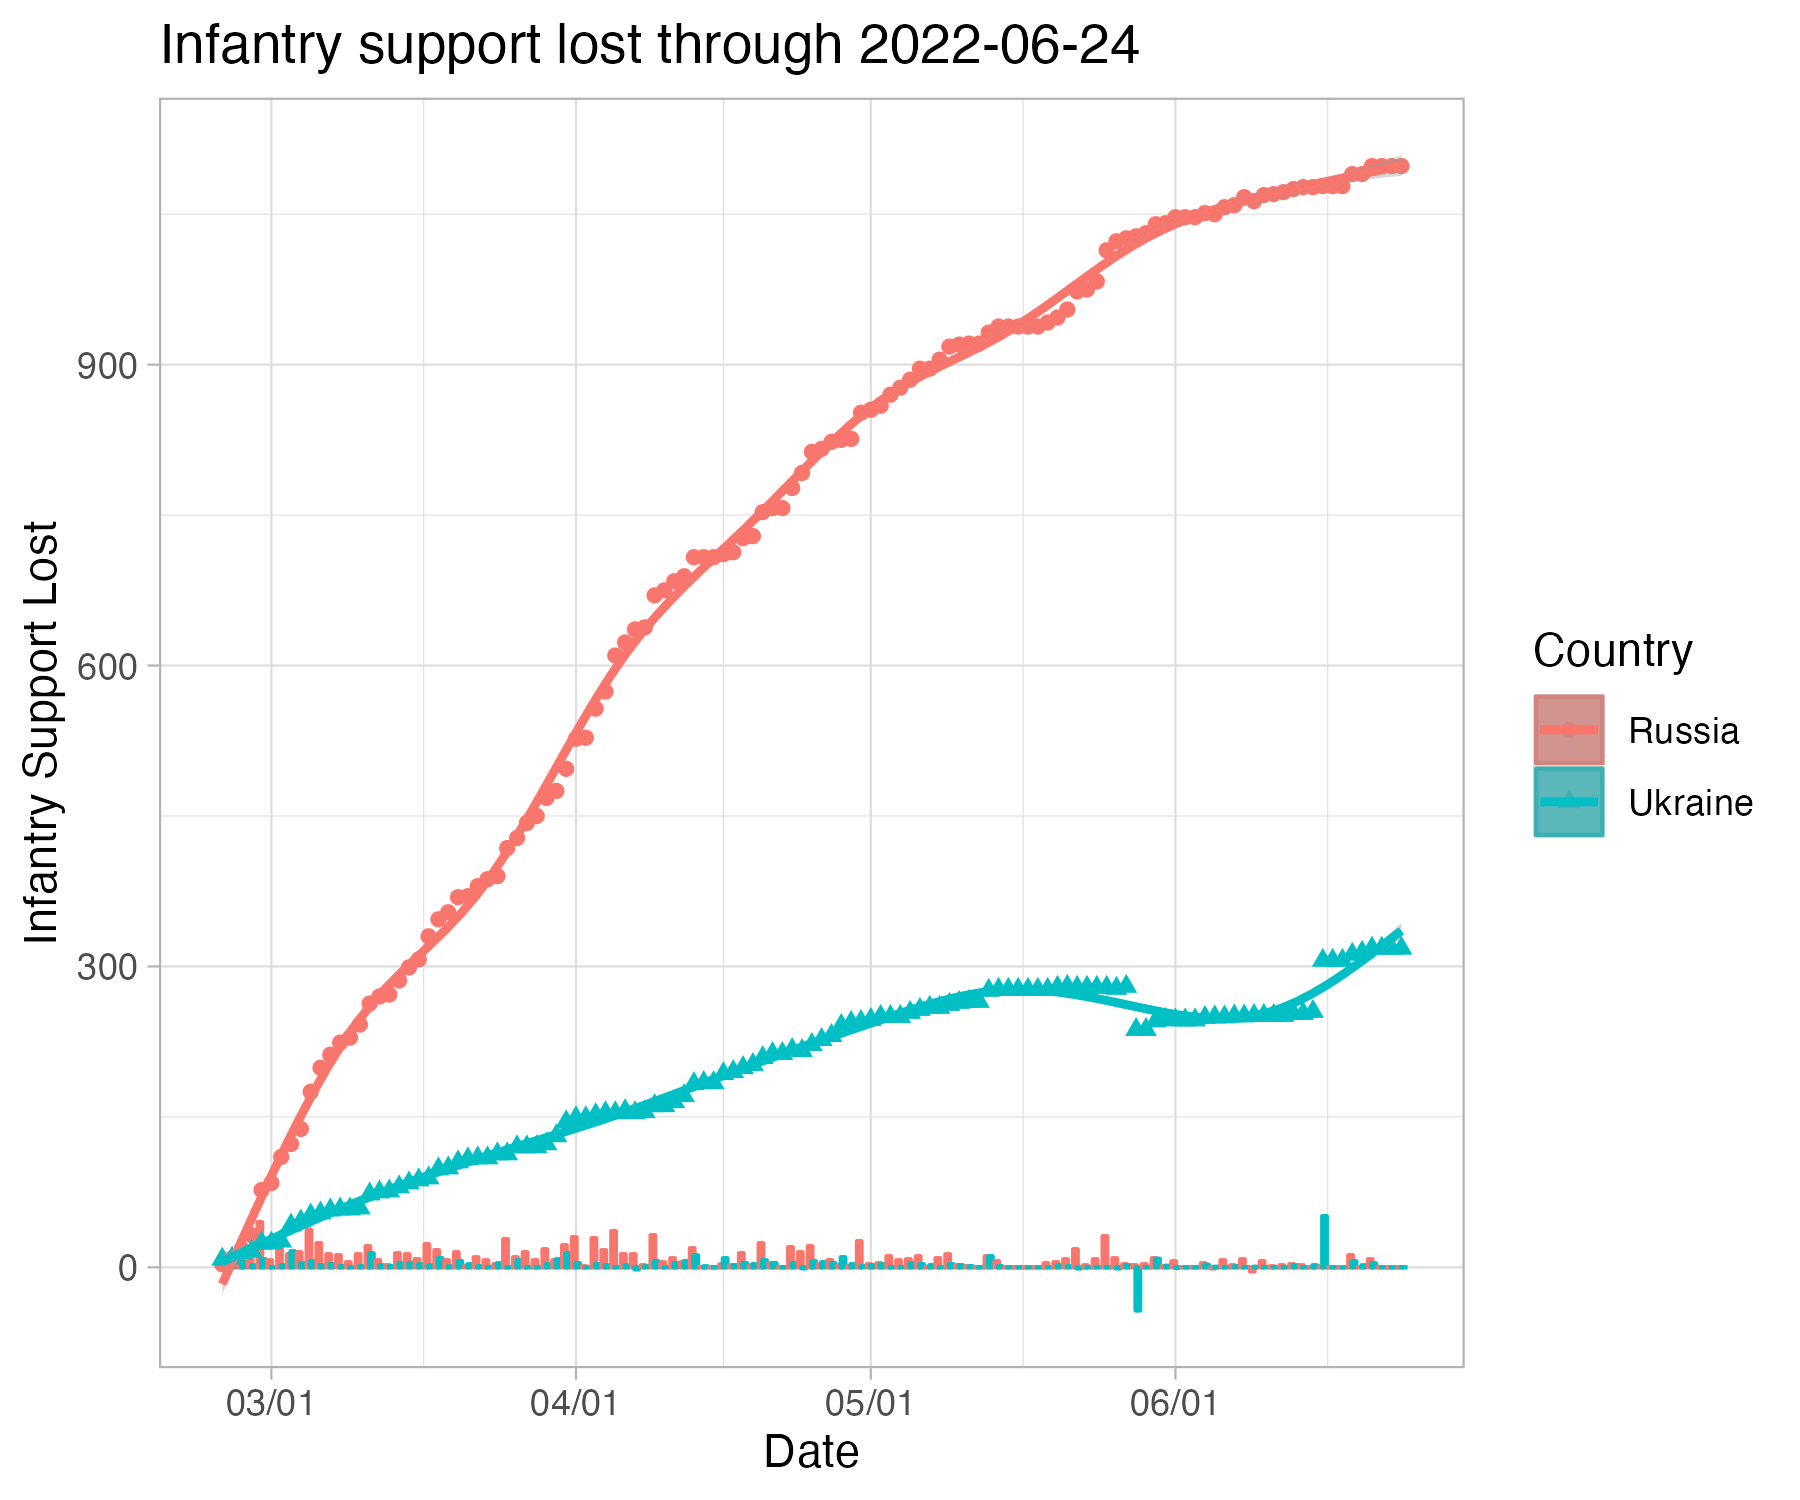 Infantry support lost through 2022-06-24
Infantry Support Lost
900
600
300
0
03/01 04/01 05/01 06/01
Date
Country
Russia
Ukraine